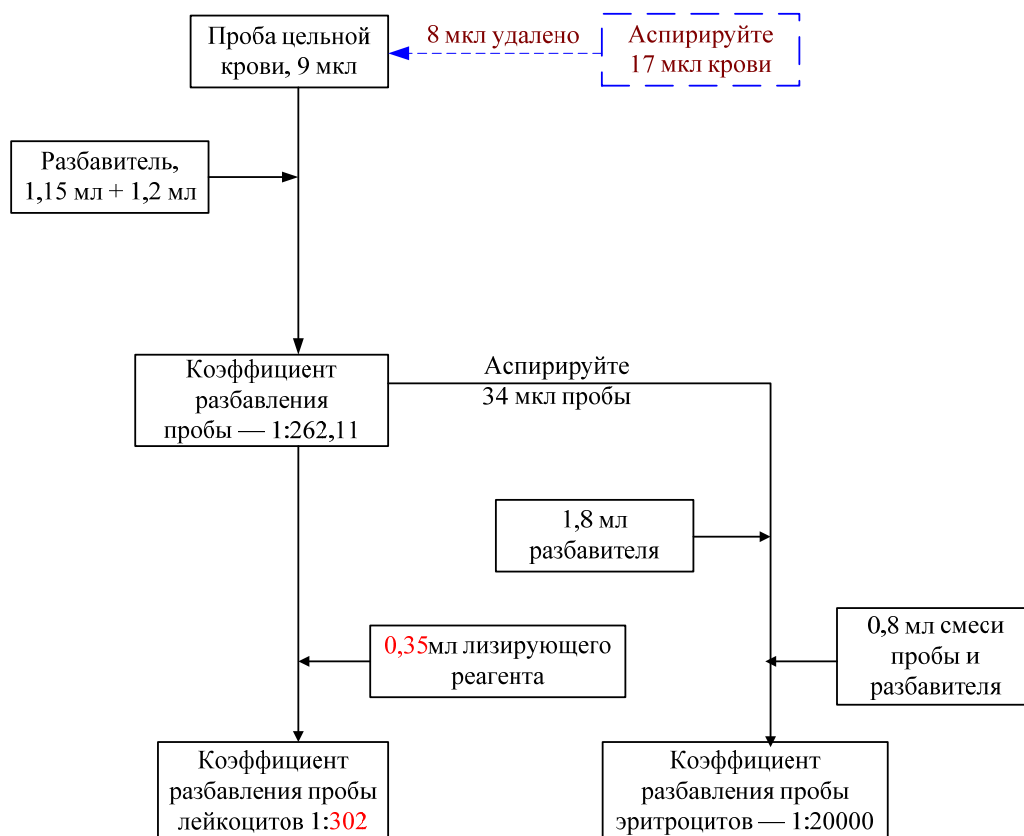 Проба цельной
крови, 9 мкл
8 мкл удалено
Аспирируйте
17 мкл крови
Разбавитель,
1,15 мл + 1,2 мл
Коэффициент
разбавления
пробы — 1:262,11
Аспирируйте
34 мкл пробы
1,8 мл
разбавителя
0,35мл лизирующего
реагента
0,8 мл смеси
пробы и
разбавителя
Коэффициент
разбавления пробы
лейкоцитов 1:302
Коэффициент
разбавления пробы
эритроцитов — 1:20000